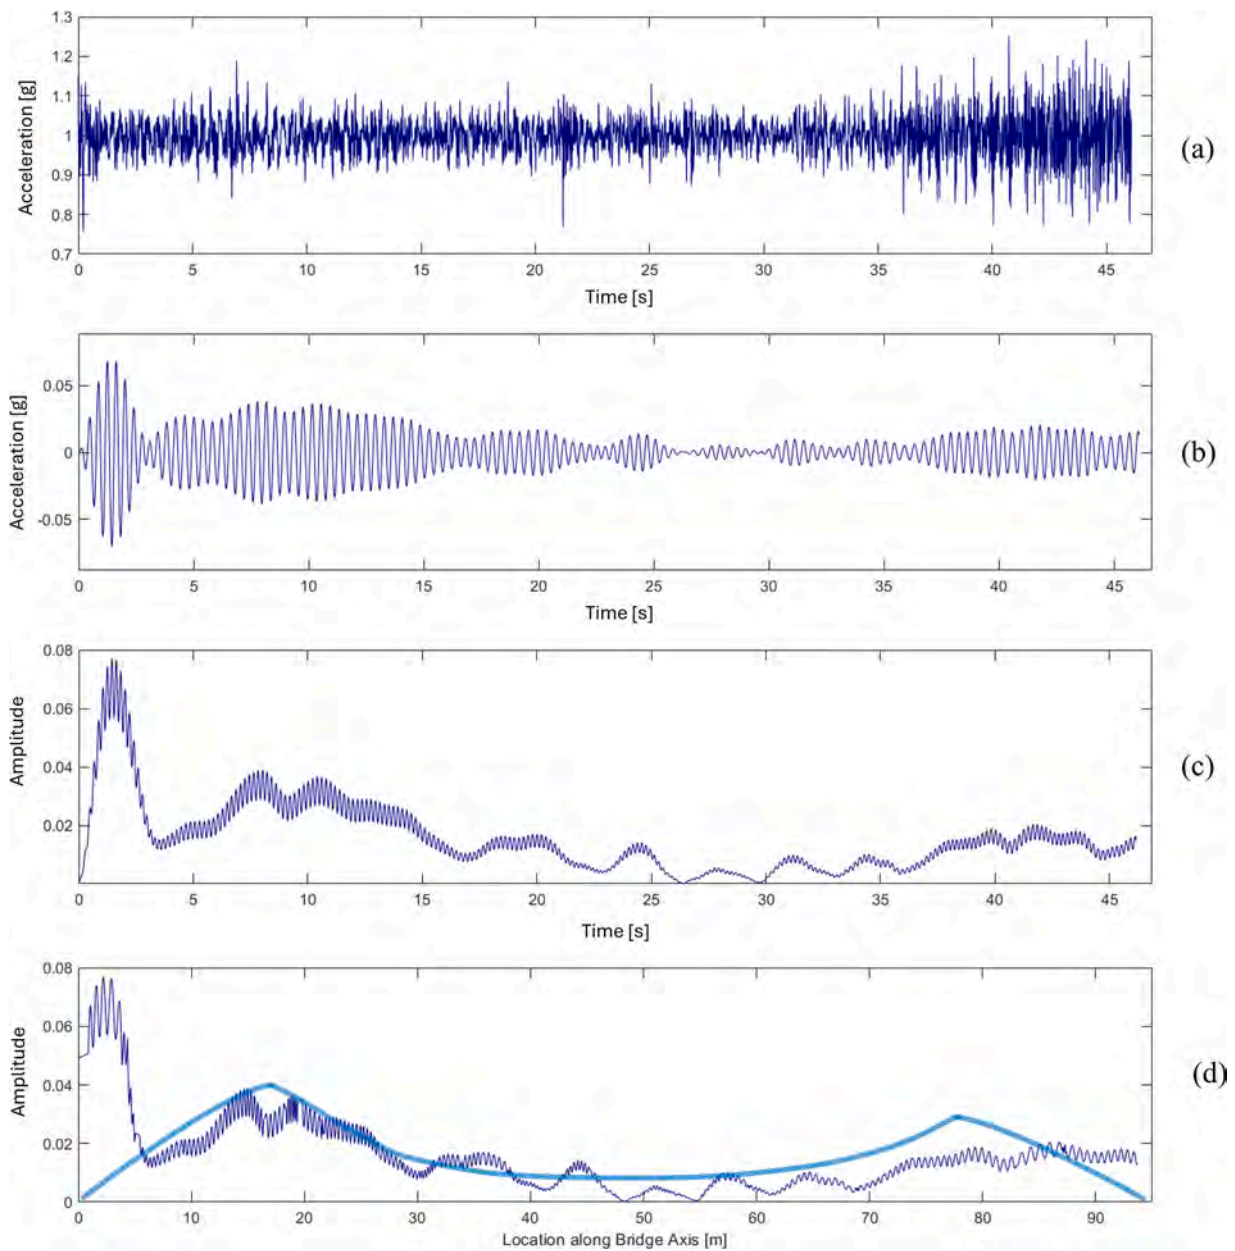 1.3
1.2
1.1
1
0.9
0.8
0.7
Acceleration [g]
0 5 10 15 20 25 30 35 40 45
Time [s]
(a)
0.05
0
-0.05
Acceleration [g]
0 5 10 15 20 25 30 35 40 45
Time [s]
(b)
0.08
0.06
0.04
0.02
Amplitude
0 5 10 15 20 25 30 35 40 45
Time [s]
(c)
0.08
0.06
0.04
0.02
0
Amplitude
0 10 20 30 40 50 60 70 80 90
Location along Bridge Axis [m]
(d)